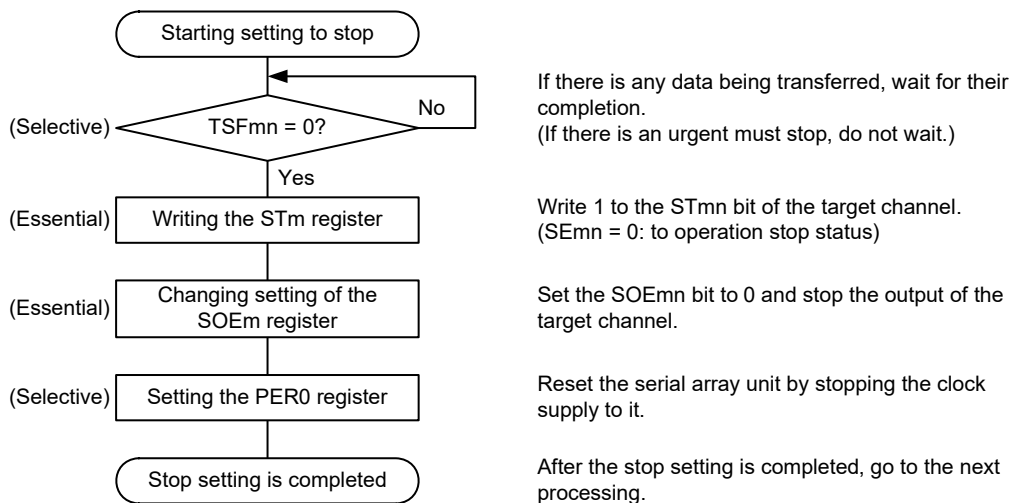 Starting setting to stop
If there is any data being transferred, wait for their
completion.
(If there is an urgent must stop, do not wait.)
No
(Selective)
TSFmn = 0?
Yes
(Essential)
Writing the STm register
Write 1 to the STmn bit of the target channel.
(SEmn = 0: to operation stop status)
(Essential)
Changing setting of the
SOEm register
Set the SOEmn bit to 0 and stop the output of the
target channel.
(Selective)
Setting the PER0 register
Reset the serial array unit by stopping the clock
supply to it.
Stop setting is completed
After the stop setting is completed, go to the next
processing.